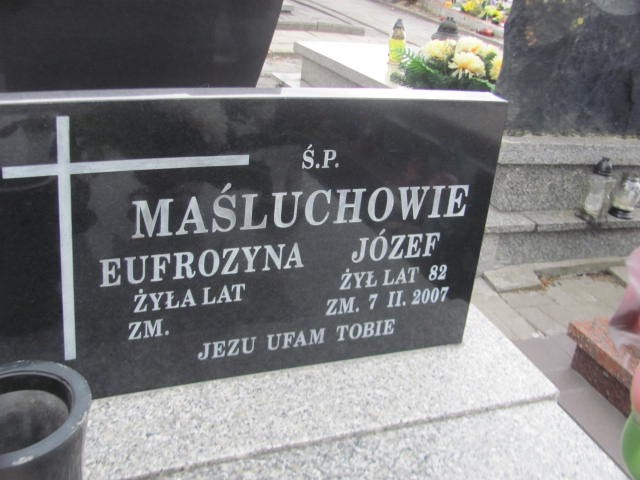 Ś.P.
MAŚLUCHOWIE
EUFROZYNA JÓZEF
ŻYŁA LAT ŻYŁ LAT 82
ZM. ZM. 7 II. 2007
JEZU UFAM TOBIE